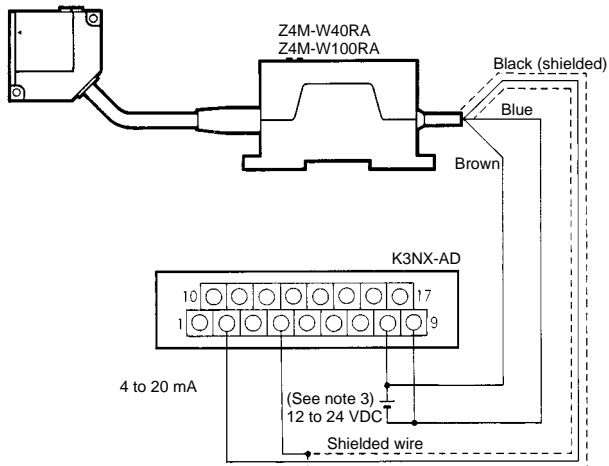 Z4M-W40RA
Z4M-W100RA
Black (shielded)
Blue
Brown
K3NX-AD
10 17
1 9
4 to 20 mA
(See note 3)
12 to 24 VDC
Shielded wire